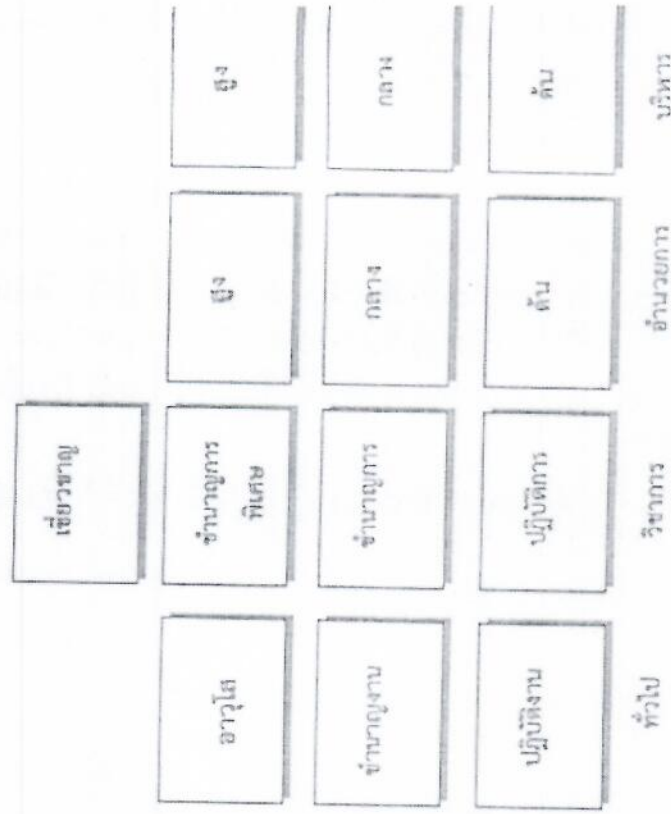 เชี่ยวชาญ
อาวุโส
ชำนาญการ
พิเศษ
สูง
สูง
ชำนาญงาน
ชำนาญการ
กลาง
กลาง
ปฏิบัติงาน
ปฏิบัติการ
ต้น
ต้น
ทั่วไป
วิชาการ
อำนวยการ
บริหาร